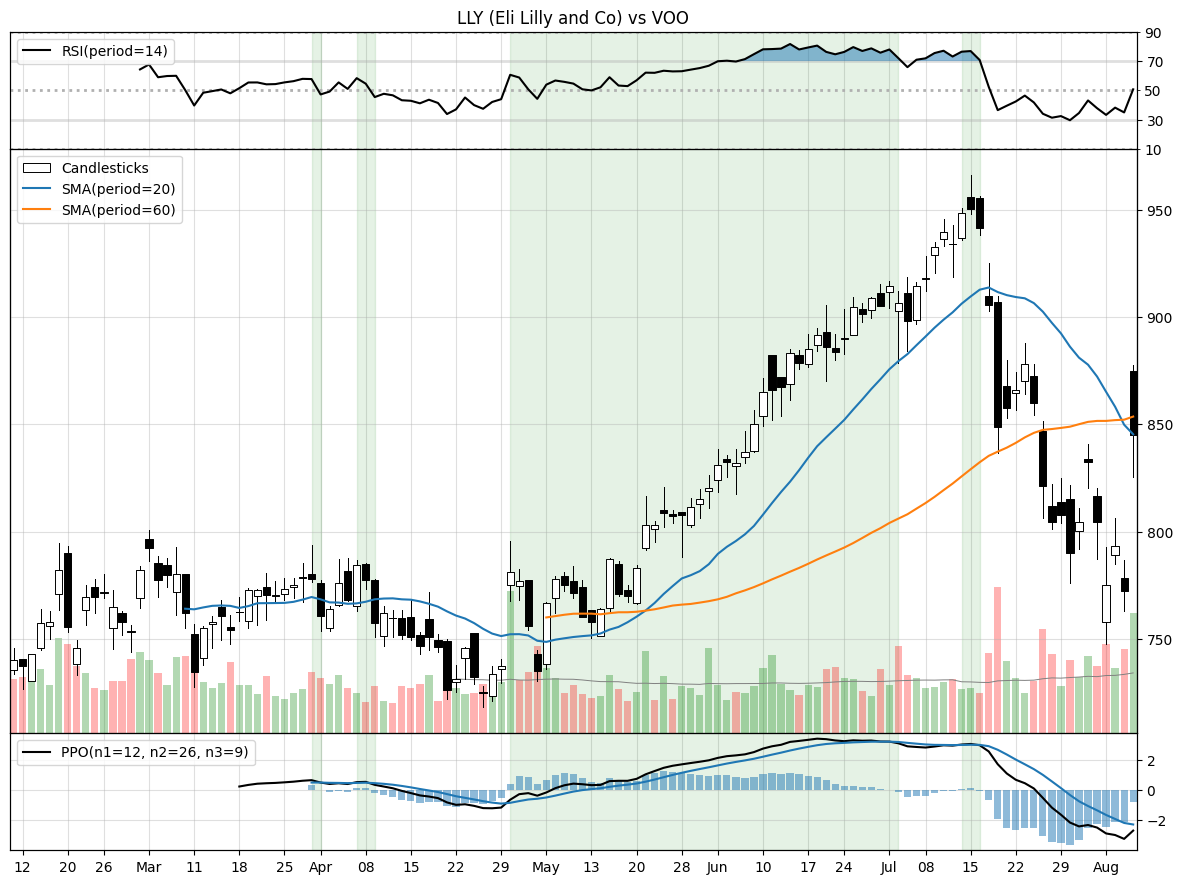 LLY (Eli Lilly and Co) vs VOO
RSI(period=14)
90
70
50
30
10
Candlesticks
SMA(period=20)
SMA(period=60)
950
900
850
800
750
PPO(n1=12, n2=26, n3=9)
2
0
−2
12 20 26 Mar 11 18 25 Apr 08 15 22 29 May 13 20 28 Jun 10 17 24 Jul 08 15 22 29 Aug